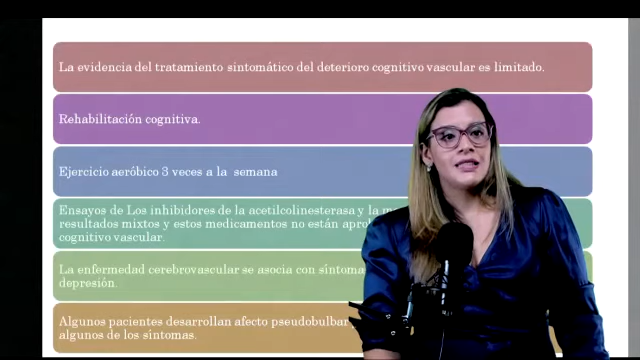 La evidencia del tratamiento sintomático del deterioro cognitivo vascular es limitado.
Rehabilitación cognitiva.
Ejercicio aeróbico 3 veces a la semana
Ensayos de Los inhibidores de la acetilcolinesterasa y la
resultados mixtos y estos medicamentos no están
cognitivo vascular.
La enfermedad cerebrovascular se asocia con
depresión.
Algunos pacientes desarrollan afecto pseudobulbar
algunos de los síntomas.